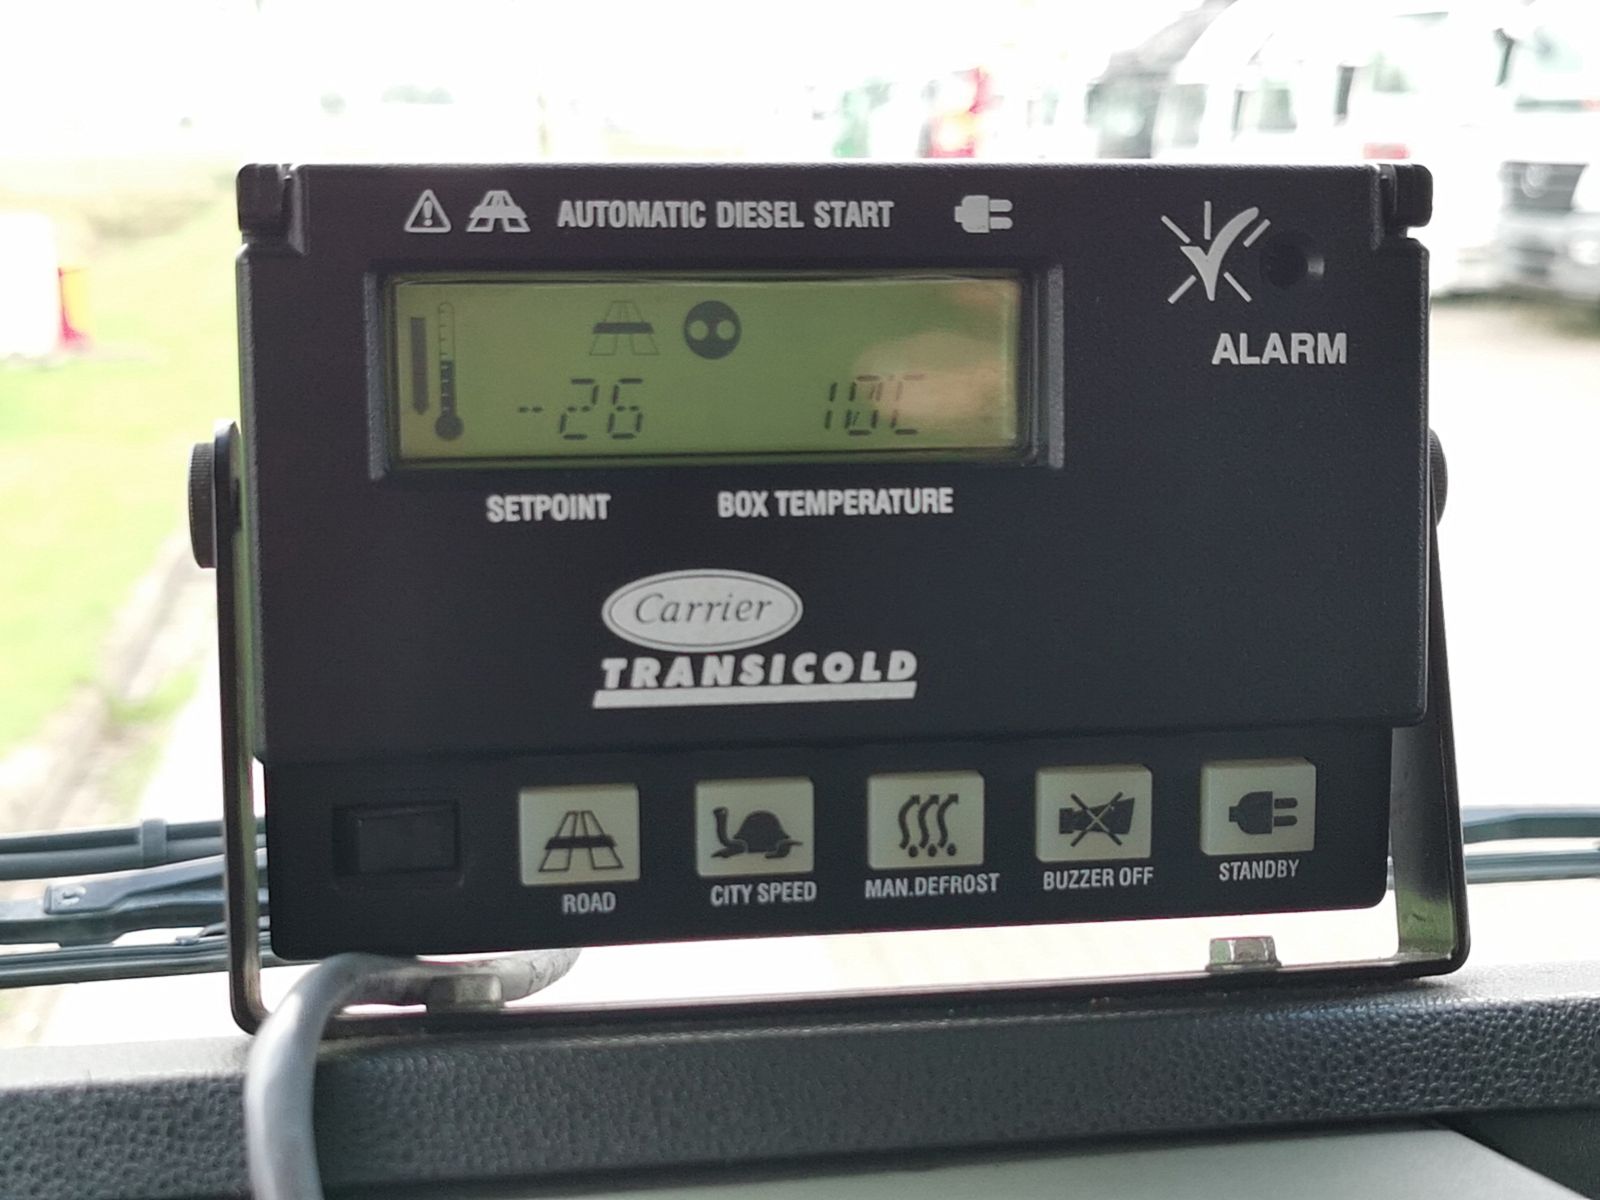 AUTOMATIC DIESEL START
-26 10C
ALARM
SETPOINT BOX TEMPERATURE
Carrier
TRANSICOLD
ROAD CITY SPEED MAN.DEFROST BUZZER OFF STANDBY